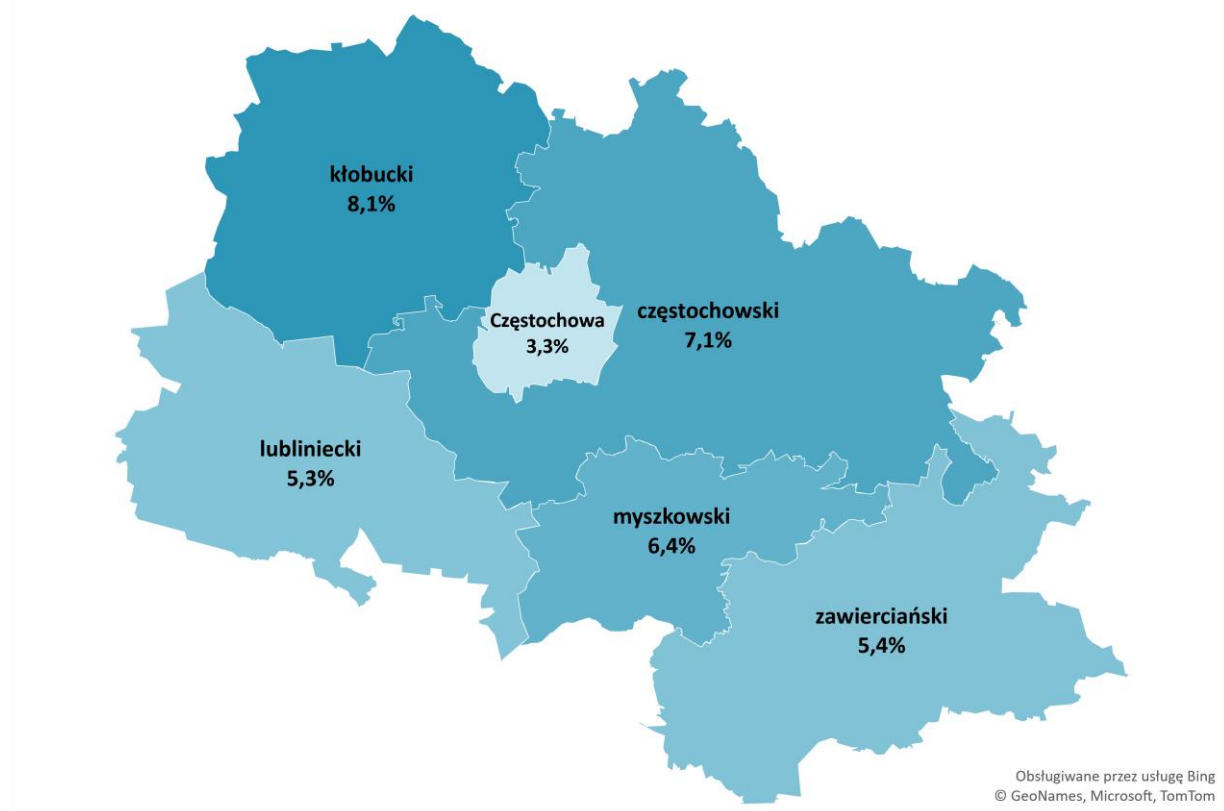 kłobucki
8,1%
Częstochowa
3,3%
częstochowski
7,1%
lubliniecki
5,3%
myszkowski
6,4%
zawierciański
5,4%
Obsługiwane przez usługę Bing
© GeoNames, Microsoft, TomTom